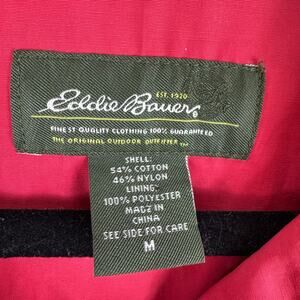 EST. 1920
Eddie Bauer
FINEST QUALITY CLOTHING 100% GUARANTEED
THE ORIGINAL OUTDOOR OUTFITTER™
SHELL:
54% COTTON
46% NYLON
LINING:
100% POLYESTER
MADE IN
CHINA
SEE SIDE FOR CARE
M